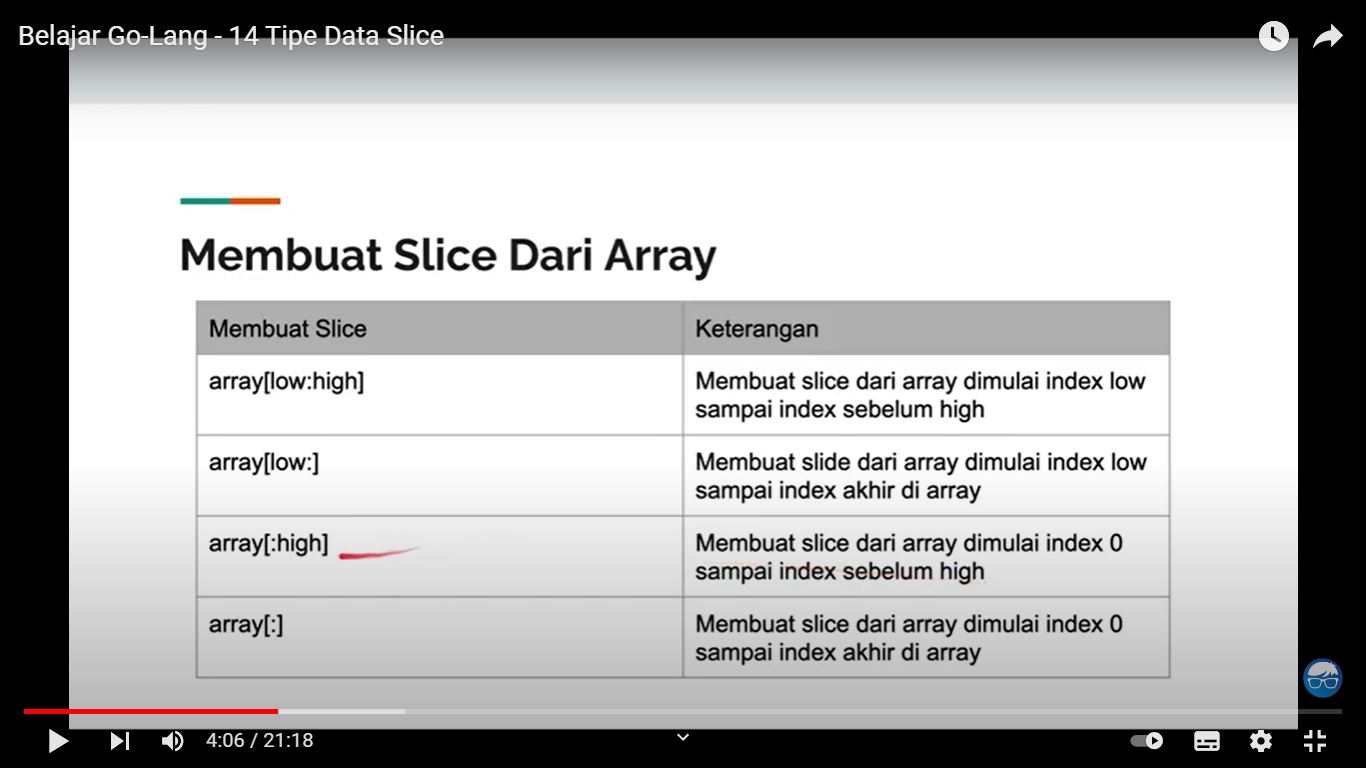 Belajar Go-Lang - 14 Tipe Data Slice
Membuat Slice Dari Array
Membuat Slice
Keterangan
array[low:high]
Membuat slice dari array dimulai index low
sampai index sebelum high
array[low:]
Membuat slide dari array dimulai index low
sampai index akhir di array
array[:high]
Membuat slice dari array dimulai index 0
sampai index sebelum high
array[:]
Membuat slice dari array dimulai index 0
sampai index akhir di array
4:06 / 21:18